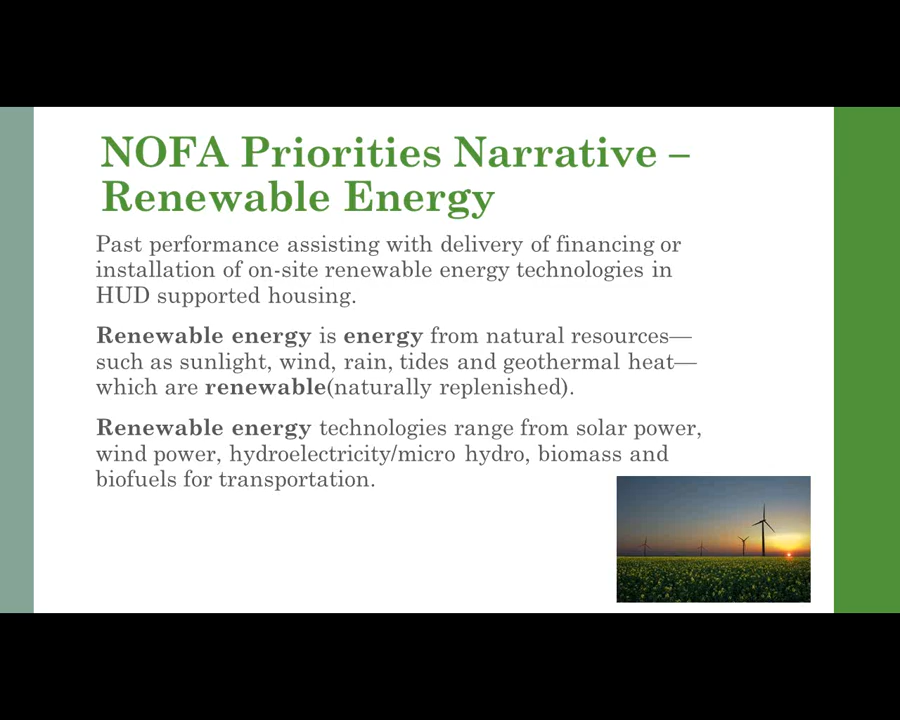 NOFA Priorities Narrative –
Renewable Energy
Past performance assisting with delivery of financing or
installation of on-site renewable energy technologies in
HUD supported housing.
Renewable energy is energy from natural resources—
such as sunlight, wind, rain, tides and geothermal heat—
which are renewable(naturally replenished).
Renewable energy technologies range from solar power,
wind power, hydroelectricity/micro hydro, biomass and
biofuels for transportation.